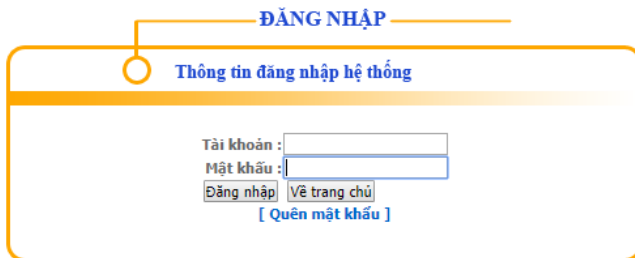 ĐĂNG NHẬP
Thông tin đăng nhập hệ thống
Tài khoản :
Mật khẩu :
Đăng nhập Về trang chủ
[ Quên mật khẩu ]